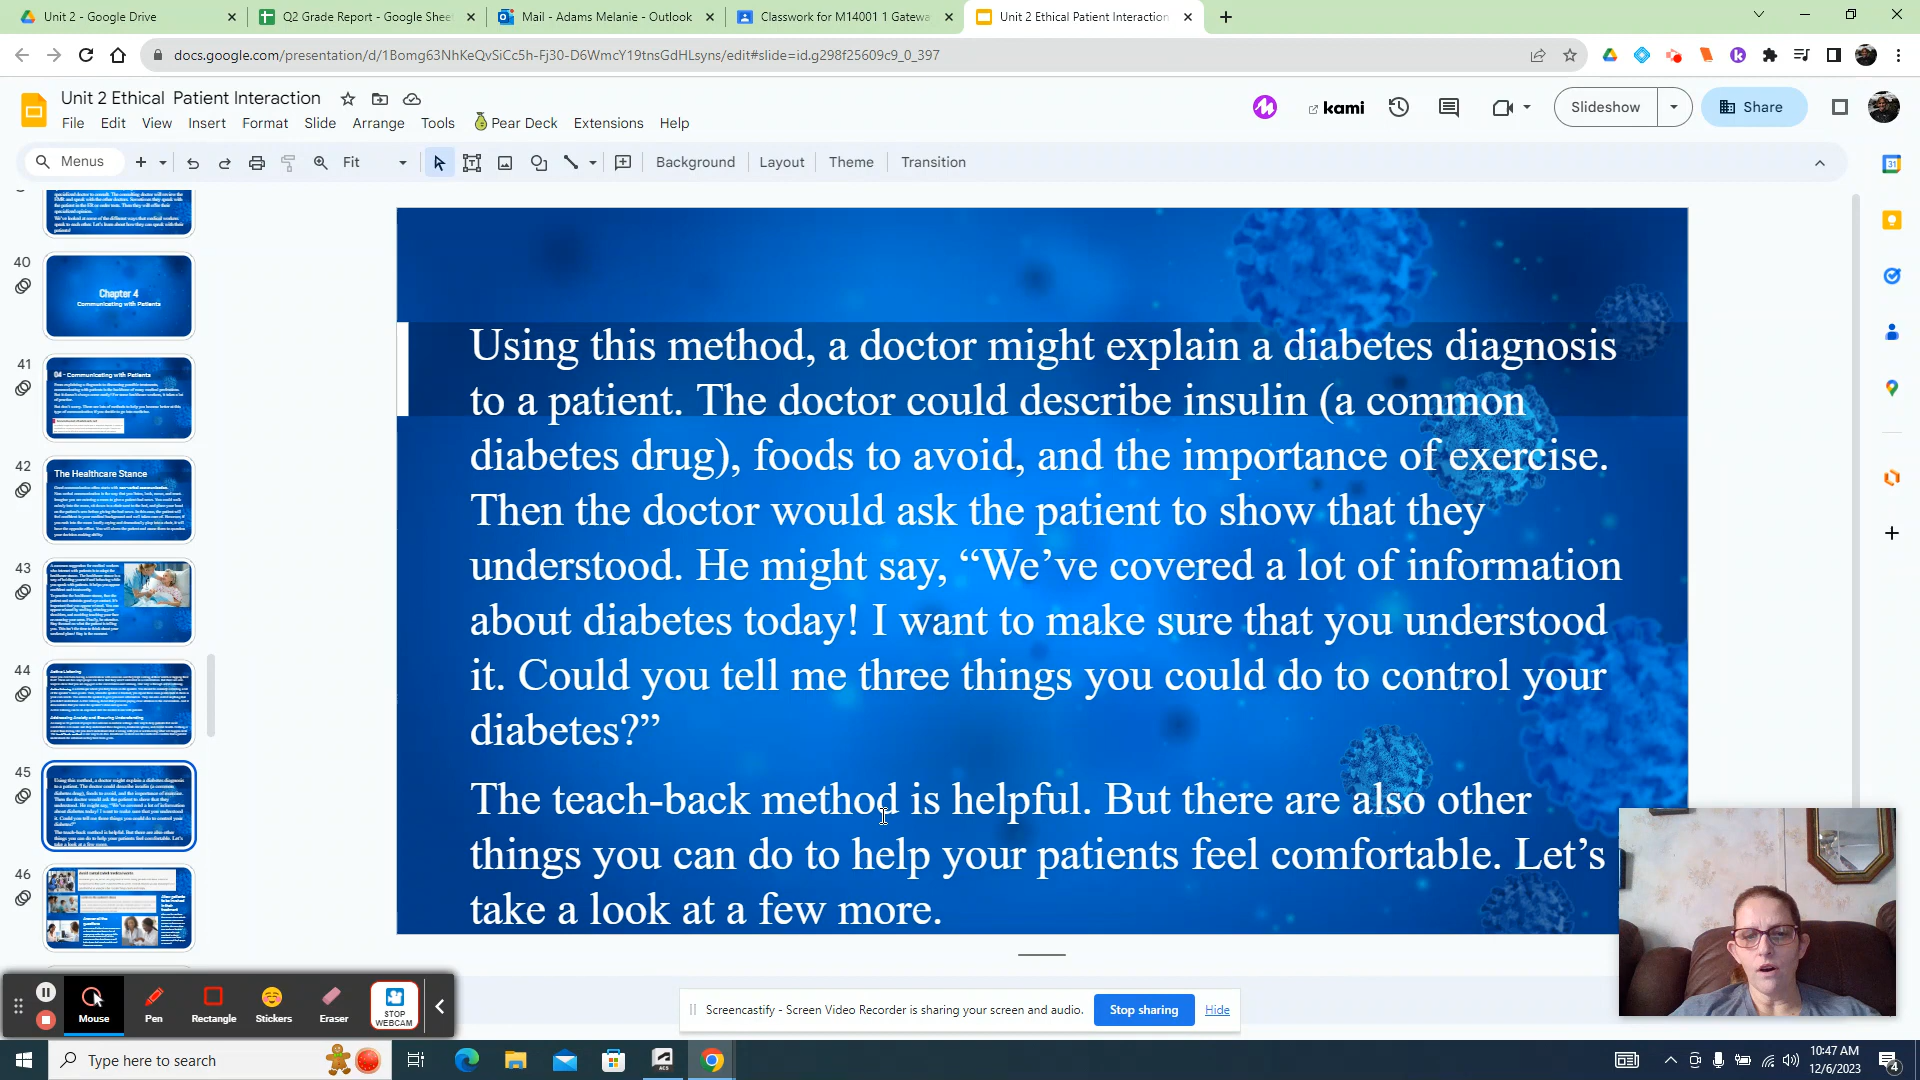 Unit 2 - Google Drive
Q2 Grade Report - Google Shee
Mail - Adams Melanie - Outlook
Classwork for M14001 1 Gatewa
Unit 2 Ethical Patient Interaction
docs.google.com/presentation/d/1Bomg63NhKeQvSiCc5h-Fj30-D6WmcY19tnsGdHLsyns/edit#slide=id.g298f25609c9_0_397
Unit 2 Ethical Patient Interaction
kami
Slideshow
Share
File Edit View Insert Format Slide Arrange Tools Pear Deck Extensions Help
Menus
Fit
Background
Layout
Theme
Transition
31
40
Chapter 4
Communicating with Patients
41
04 - Communicating with Patients
42
The Healthcare Stance
43
44
Active Listening
Addressing Anxiety and Ensuring Understanding
45
46
Using this method, a doctor might explain a diabetes diagnosis
to a patient. The doctor could describe insulin (a common
diabetes drug), foods to avoid, and the importance of exercise.
Then the doctor would ask the patient to show that they
understood. He might say, “We’ve covered a lot of information
about diabetes today! I want to make sure that you understood
it. Could you tell me three things you could do to control your
diabetes?”
The teach-back method is helpful. But there are also other
things you can do to help your patients feel comfortable. Let’s
take a look at a few more.
Mouse
Pen
Rectangle
Stickers
Eraser
STOP
WEBCAM
Screencastify - Screen Video Recorder is sharing your screen and audio.
Stop sharing
Hide
Type here to search
10:47 AM
12/6/2023
4